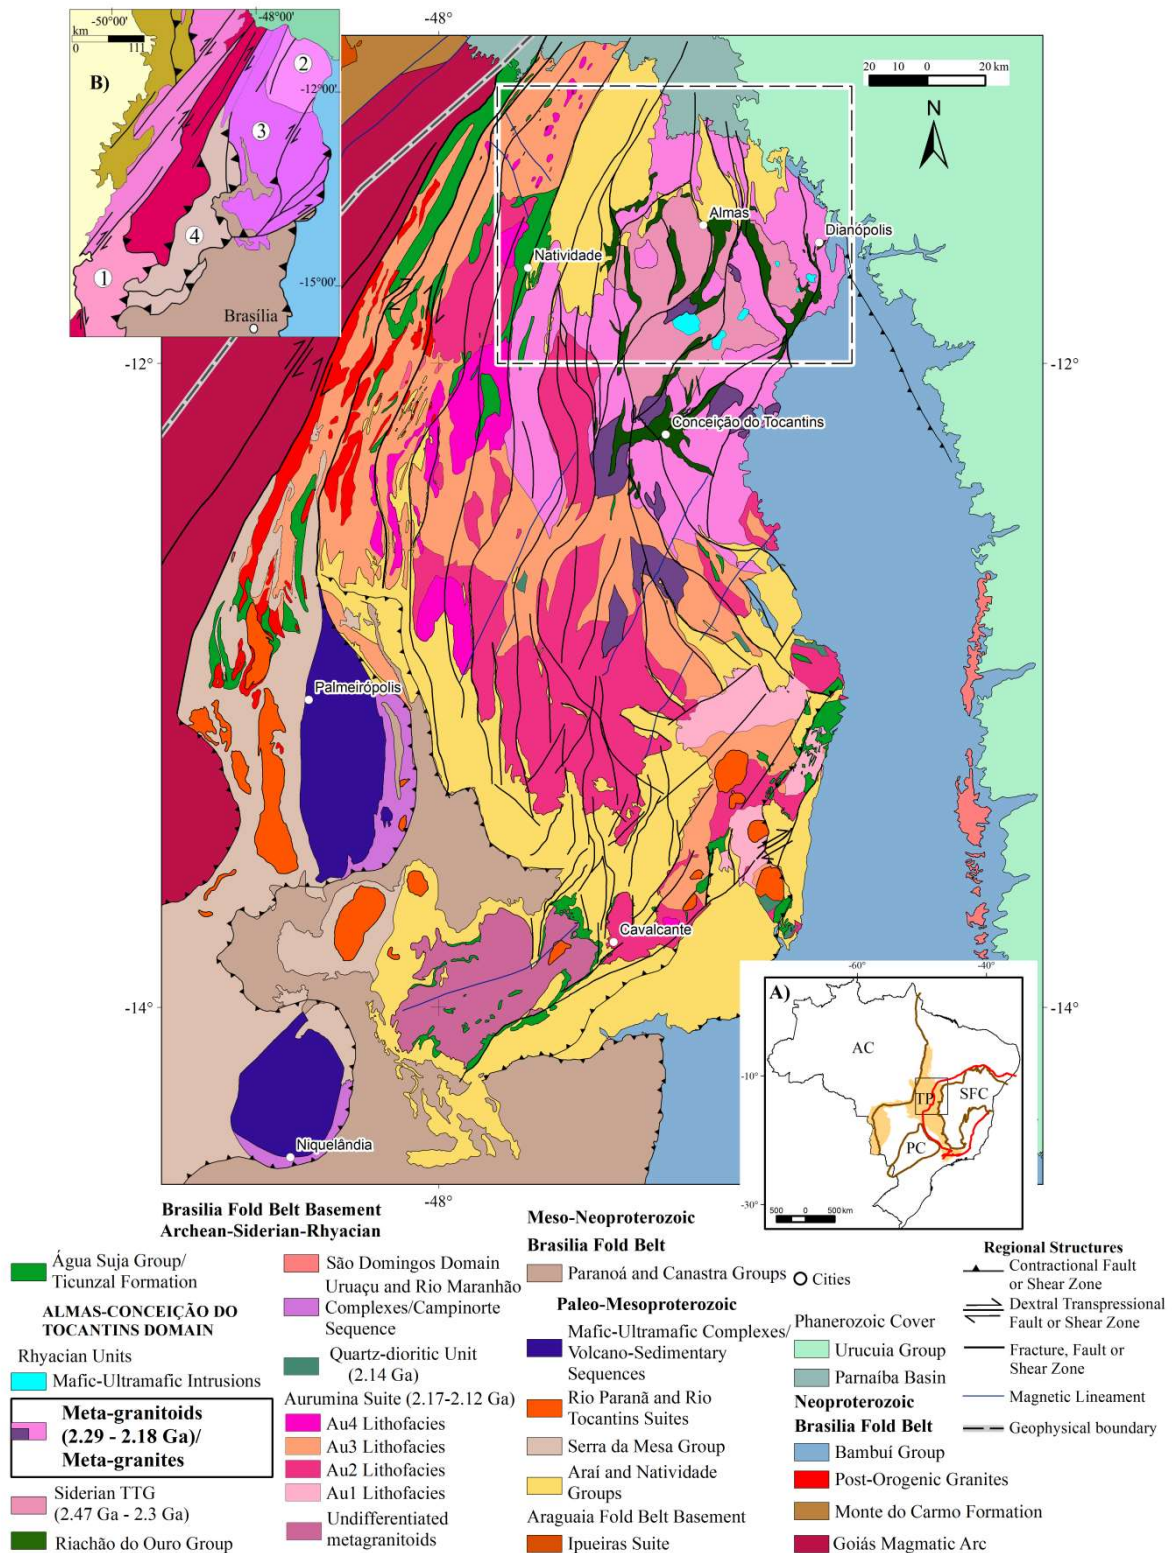 -50°00'
-48°00'
km
0 111
B)
2
-12°00'
3
4
1
-15°00'
Brasília
-48°
20 10 0 20 km
N
Almas
Dianópolis
Natividade
-12°
-12°
Conceição do Tocantins
Palmeirópolis
Cavalcante
-14°
-14°
Niquelândia
-48°
A)
-60°
-40°
AC
-10°
TP
SFC
PC
-30°
500 0 500 km
Brasilia Fold Belt Basement
Archean-Siderian-Rhyacian
Água Suja Group/
Ticunzal Formation
ALMAS-CONCEIÇÃO DO
TOCANTINS DOMAIN
Rhyacian Units
Mafic-Ultramafic Intrusions
Meta-granitoids
(2.29 - 2.18 Ga)/
Meta-granites
Siderian TTG
(2.47 Ga - 2.3 Ga)
Riachão do Ouro Group
São Domingos Domain
Uruaçu and Rio Maranhão
Complexes/Campinorte
Sequence
Quartz-dioritic Unit
(2.14 Ga)
Aurumina Suite (2.17-2.12 Ga)
Au4 Lithofacies
Au3 Lithofacies
Au2 Lithofacies
Au1 Lithofacies
Undifferentiated
metagranitoids
Meso-Neoproterozoic
Brasilia Fold Belt
Paranoá and Canastra Groups
Paleo-Mesoproterozoic
Mafic-Ultramafic Complexes/
Volcano-Sedimentary
Sequences
Rio Paranã and Rio
Tocantins Suites
Serra da Mesa Group
Araí and Natividade
Groups
Araguaia Fold Belt Basement
Ipueiras Suite
Cities
Phanerozoic Cover
Urucuia Group
Parnaíba Basin
Neoproterozoic
Brasilia Fold Belt
Bambuí Group
Post-Orogenic Granites
Monte do Carmo Formation
Goiás Magmatic Arc
Regional Structures
Contractional Fault
or Shear Zone
Dextral Transpressional
Fault or Shear Zone
Fracture, Fault or
Shear Zone
Magnetic Lineament
Geophysical boundary